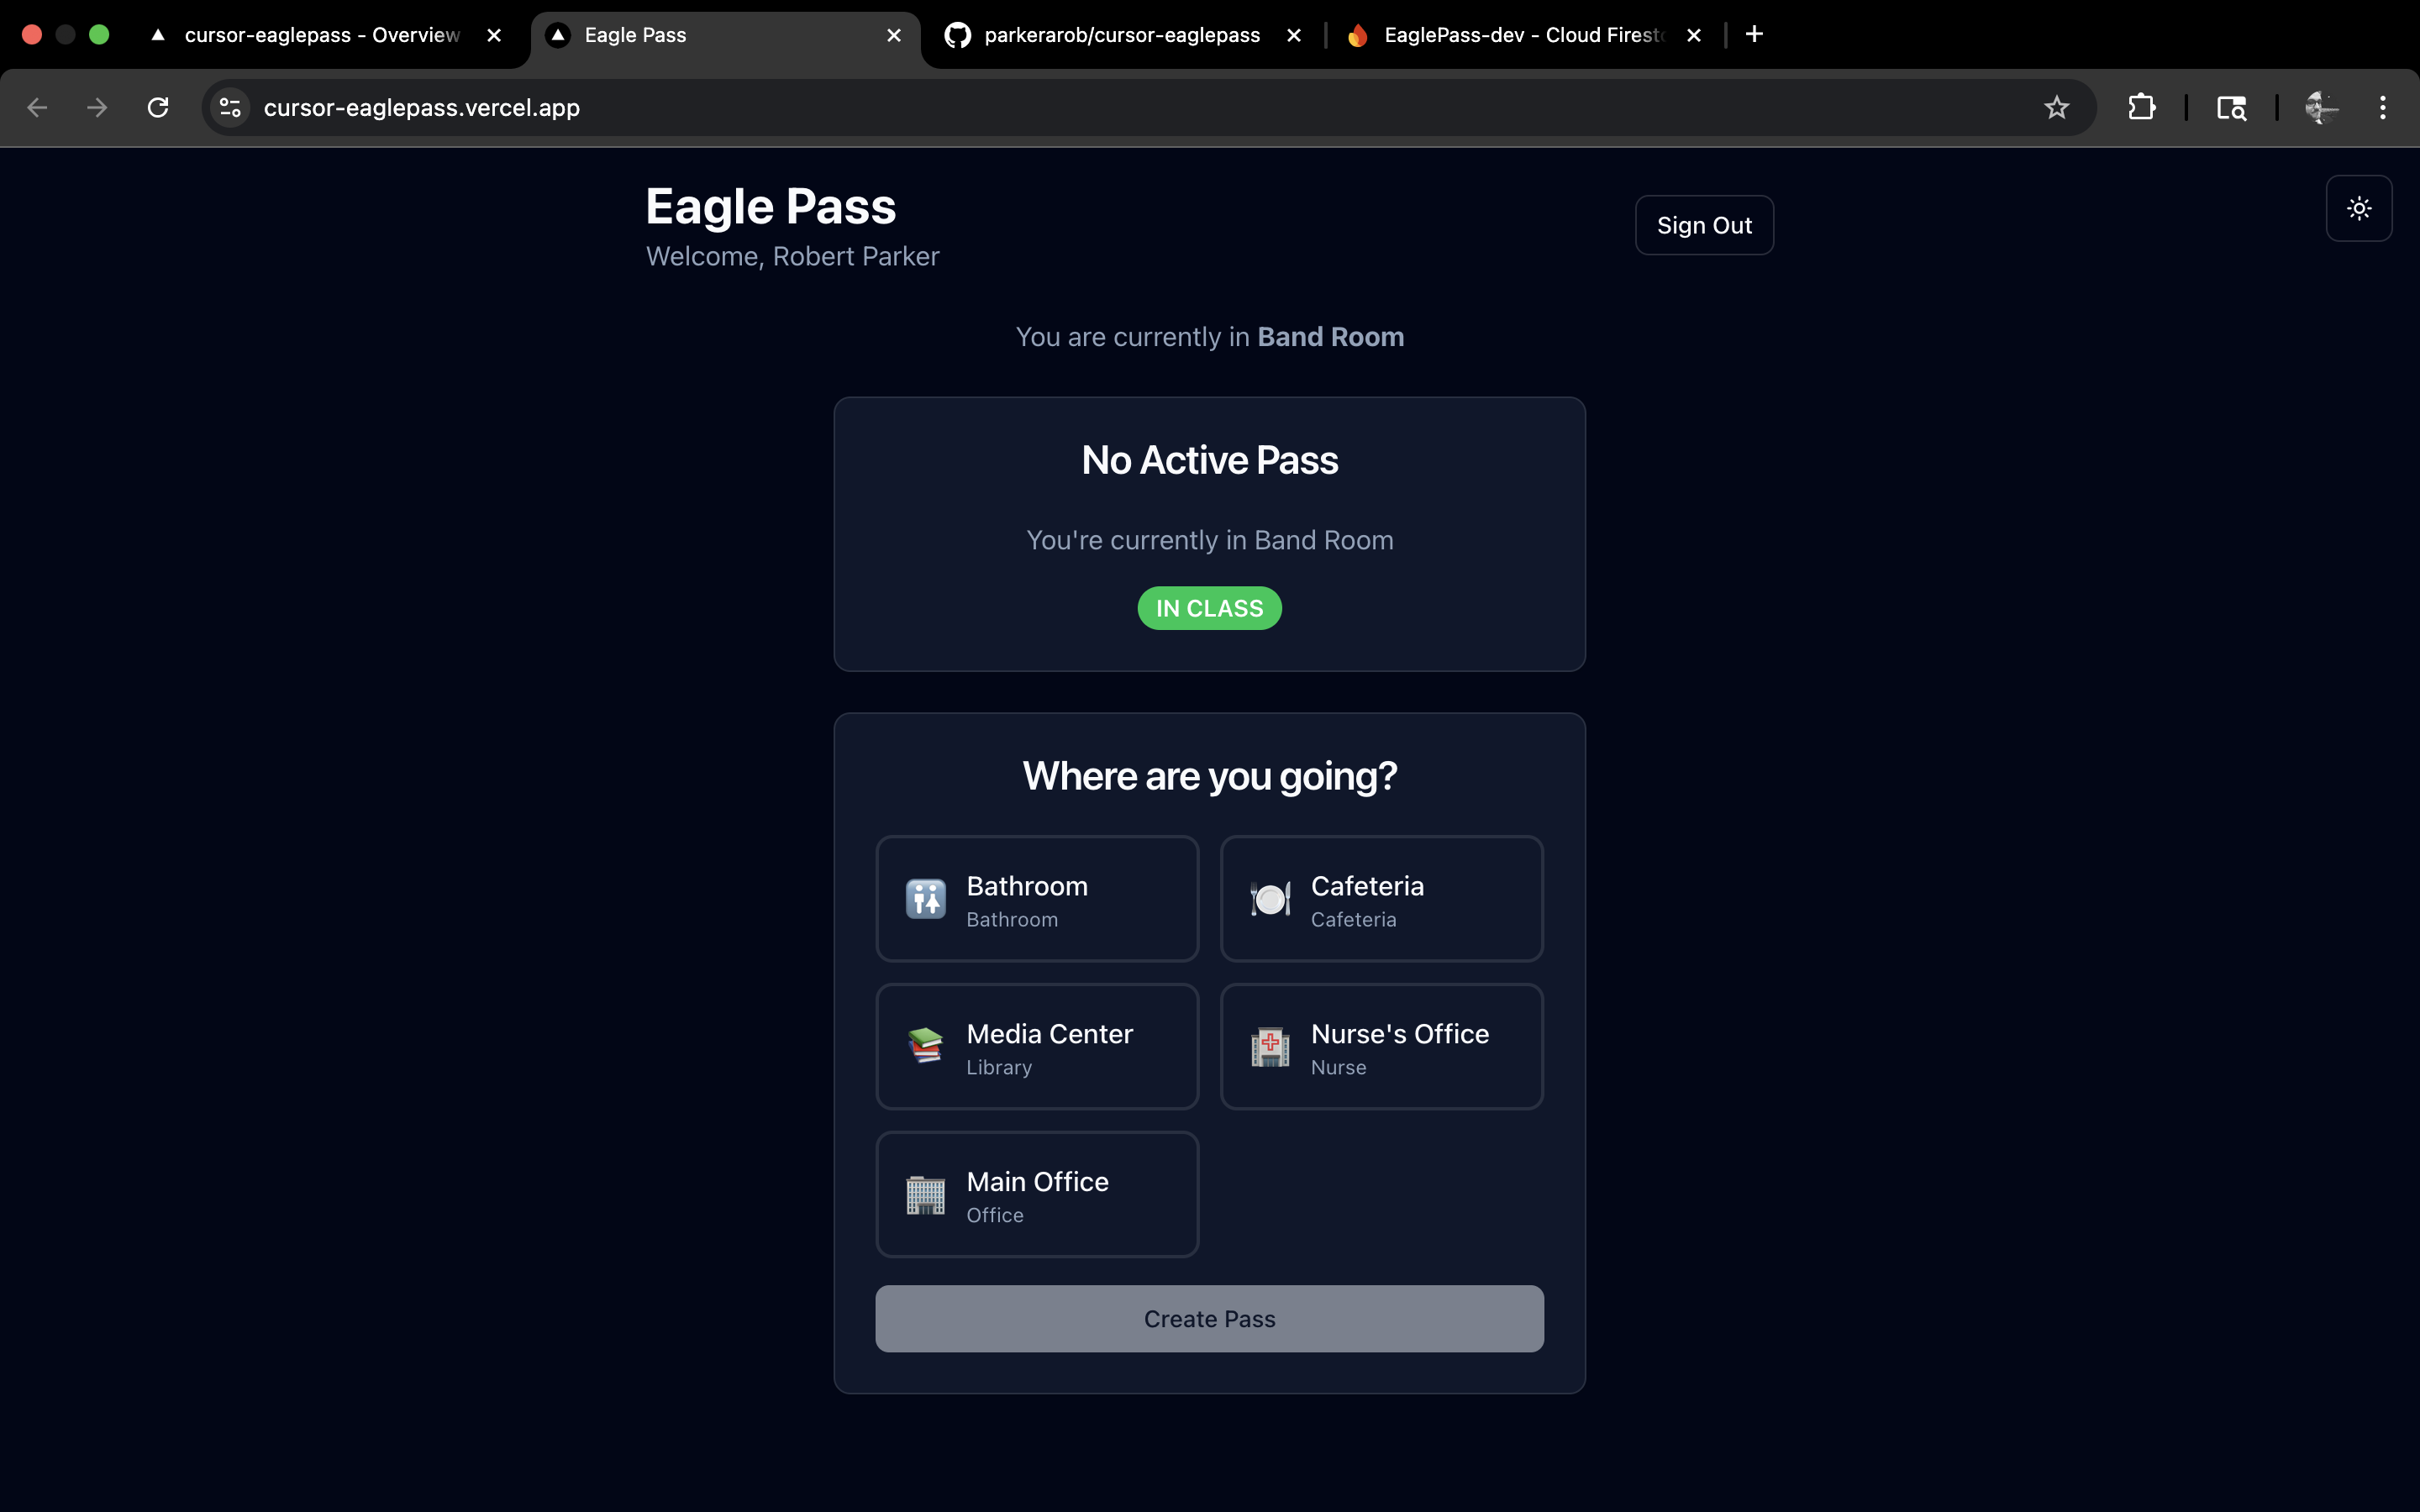 cursor-eaglepass - Overview
Eagle Pass
parkerarob/cursor-eaglepass
EaglePass-dev - Cloud Firest
cursor-eaglepass.vercel.app
Eagle Pass
Welcome, Robert Parker
Sign Out
You are currently in Band Room
No Active Pass
You're currently in Band Room
IN CLASS
Where are you going?
Bathroom
Bathroom
Cafeteria
Cafeteria
Media Center
Library
Nurse's Office
Nurse
Main Office
Office
Create Pass